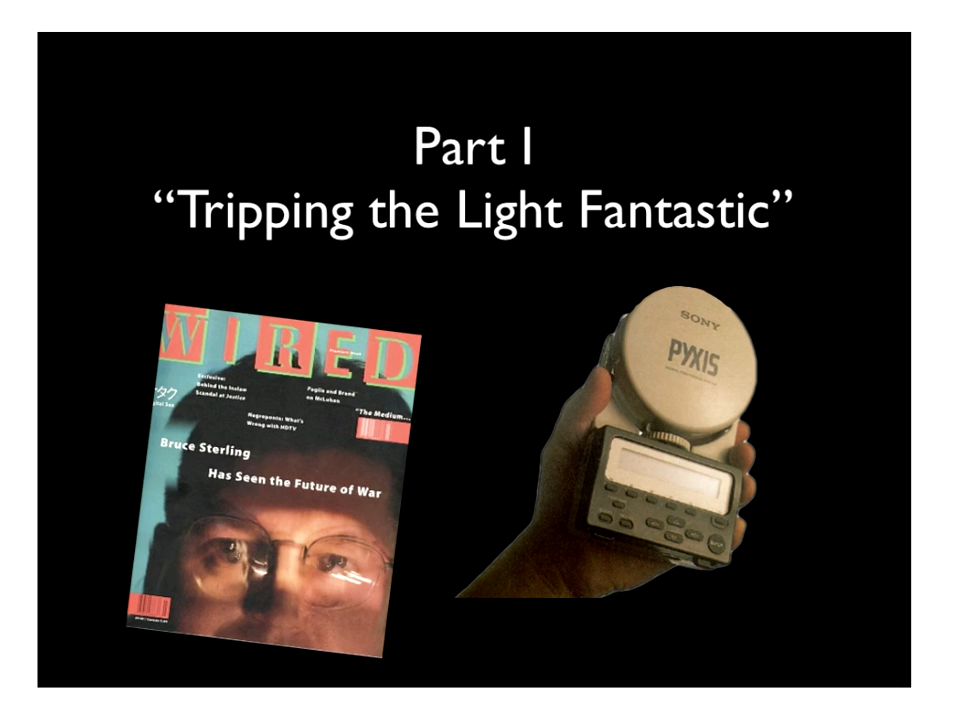 Part I
“Tripping the Light Fantastic”
WIRED
Exclusive:
Behind the Inslaw
Scandal at Justice
Paglia and Brand
on McLuhan
Negroponte: What's
Wrong with HDTV
"The Medium...
Bruce Sterling
Has Seen the Future of War
SONY
PYXIS